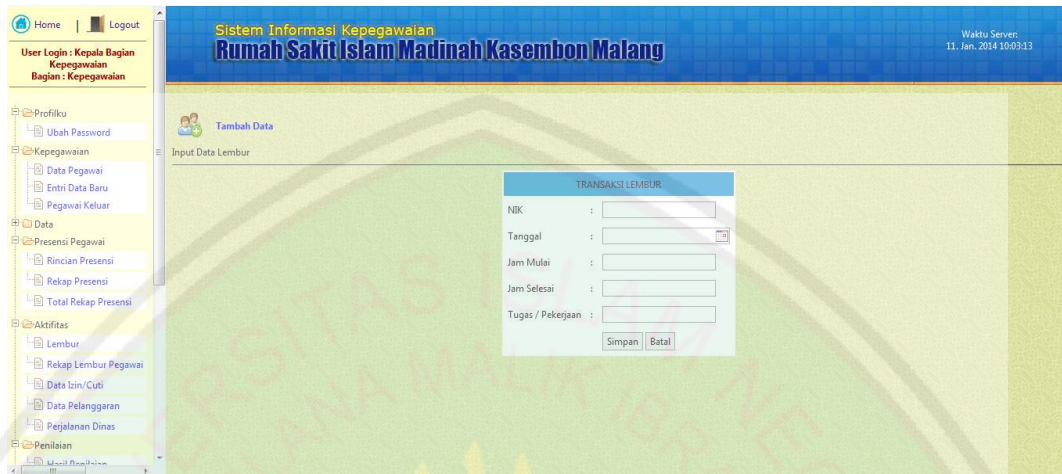 Home | Logout
User Login : Kepala Bagian
Kepegawaian
Bagian : Kepegawaian
Profilku
Ubah Password
Kepegawaian
Data Pegawai
Entri Data Baru
Pegawai Keluar
Data
Presensi Pegawai
Rincian Presensi
Rekap Presensi
Total Rekap Presensi
Aktifitas
Lembur
Rekap Lembur Pegawai
Data Izin/Cuti
Data Pelanggaran
Perjalanan Dinas
Penilaian
Hasil Penilaian
Sistem Informasi Kepegawaian
Rumah Sakit Islam Madinah Kasembon Malang
Waktu Server:
11. Jan. 2014 10:03:13
Tambah Data
Input Data Lembur
TRANSAKSI LEMBUR
NIK :
Tanggal :
Jam Mulai :
Jam Selesai :
Tugas / Pekerjaan :
Simpan Batal